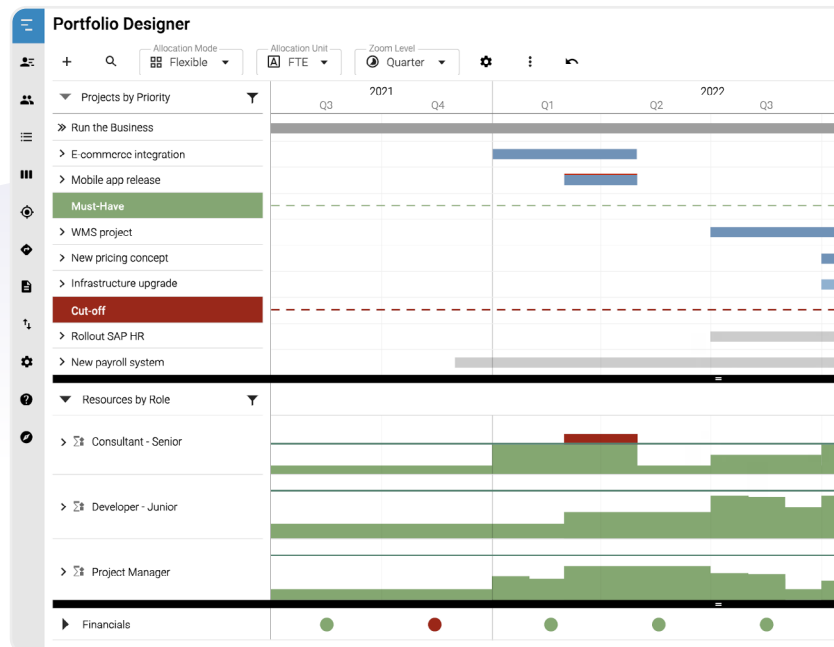 Portfolio Designer
Allocation Mode
Flexible
Allocation Unit
A FTE
Zoom Level
Quarter
Projects by Priority
2021
2022
Q3
Q4
Q1
Q2
Q3
Run the Business
E-commerce integration
Mobile app release
Must-Have
WMS project
New pricing concept
Infrastructure upgrade
Cut-off
Rollout SAP HR
New payroll system
Resources by Role
Consultant - Senior
Developer - Junior
Project Manager
Financials